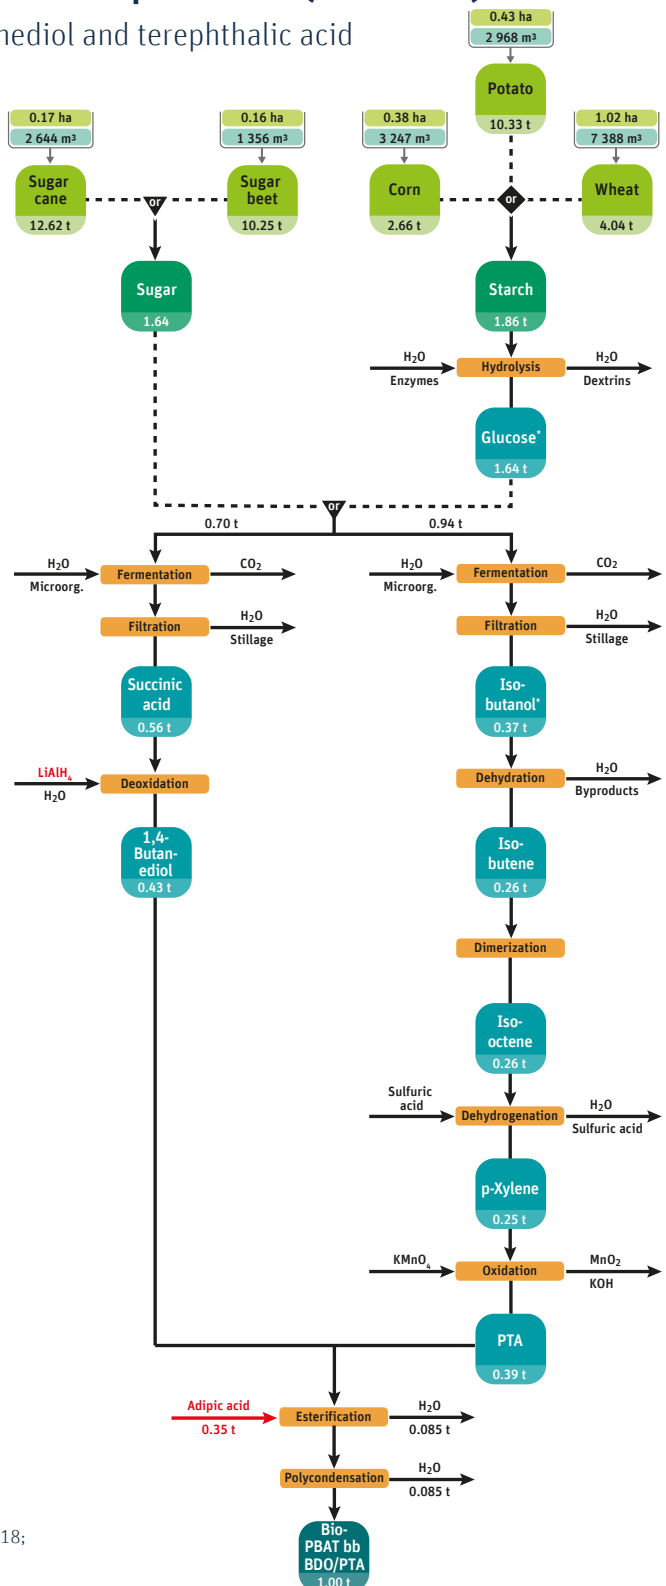 nediol and terephthalic acid
0.43 ha
2 968 m³
Potato
10.33 t
0.17 ha
2 644 m³
0.16 ha
1 356 m³
0.38 ha
3 247 m³
1.02 ha
7 388 m³
Sugar
cane
12.62 t
or
Sugar
beet
10.25 t
Corn
2.66 t
or
Wheat
4.04 t
Sugar
1.64
Starch
1.86 t
H₂O
Enzymes
Hydrolysis
H₂O
Dextrins
Glucose*
1.64 t
or
0.70 t
0.94 t
H₂O
Microorg.
Fermentation
CO₂
H₂O
Microorg.
Fermentation
CO₂
Filtration
H₂O
Stillage
Filtration
H₂O
Stillage
Succinic
acid
0.56 t
Iso-
butanol*
0.37 t
LiAlH₄
H₂O
Deoxidation
Dehydration
H₂O
Byproducts
1,4-
Butan-
ediol
0.43 t
Iso-
butene
0.26 t
Dimerization
Iso-
octene
0.26 t
Sulfuric
acid
Dehydrogenation
H₂O
Sulfuric acid
p-Xylene
0.25 t
KMnO₄
Oxidation
MnO₂
KOH
PTA
0.39 t
Adipic acid
0.35 t
Esterification
H₂O
0.085 t
Polycondensation
H₂O
0.085 t
18;
Bio-
PBAT bb
BDO/PTA
1.00 t